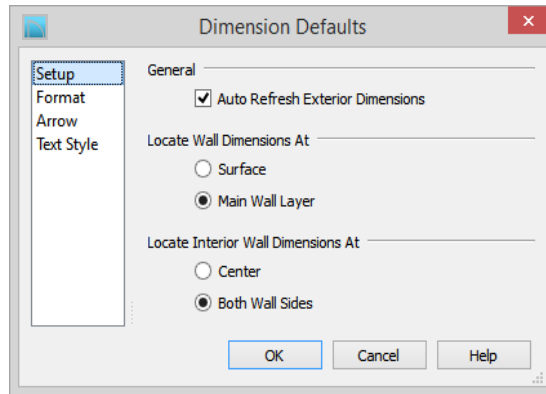 Dimension Defaults
Setup
Format
Arrow
Text Style
General
Auto Refresh Exterior Dimensions
Locate Wall Dimensions At
Surface
Main Wall Layer
Locate Interior Wall Dimensions At
Center
Both Wall Sides
OK
Cancel
Help